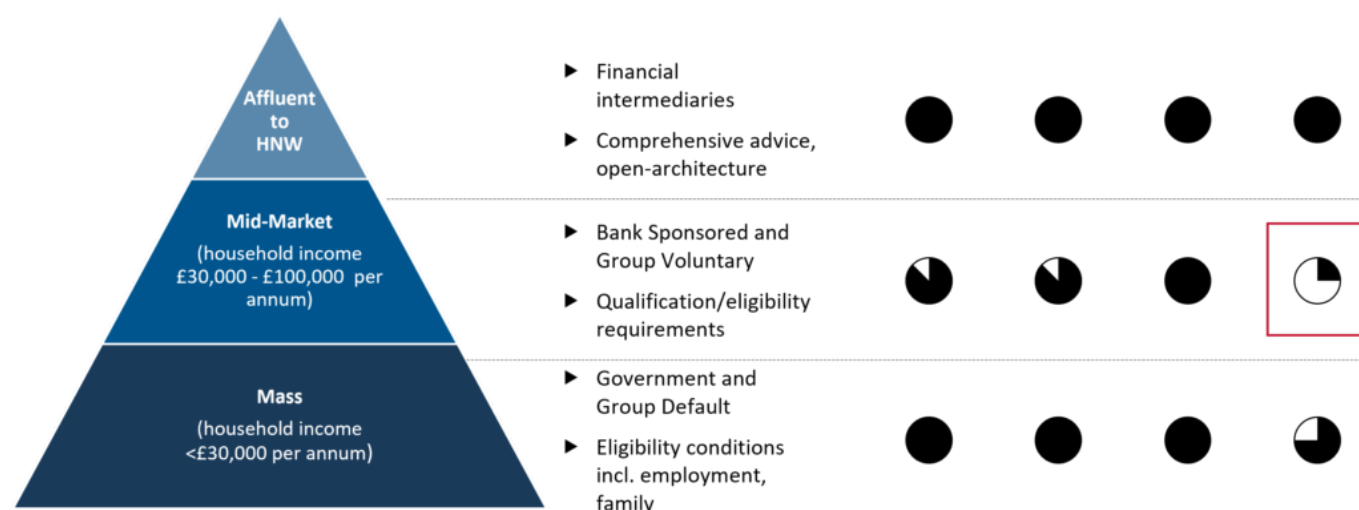 Affluent
to
HNW
Mid-Market
(household income
£30,000 - £100,000 per
annum)
Mass
(household income
<£30,000 per annum)
Financial
intermediaries
Comprehensive advice,
open-architecture
Bank Sponsored and
Group Voluntary
Qualification/eligibility
requirements
Government and
Group Default
Eligibility conditions
incl. employment,
family